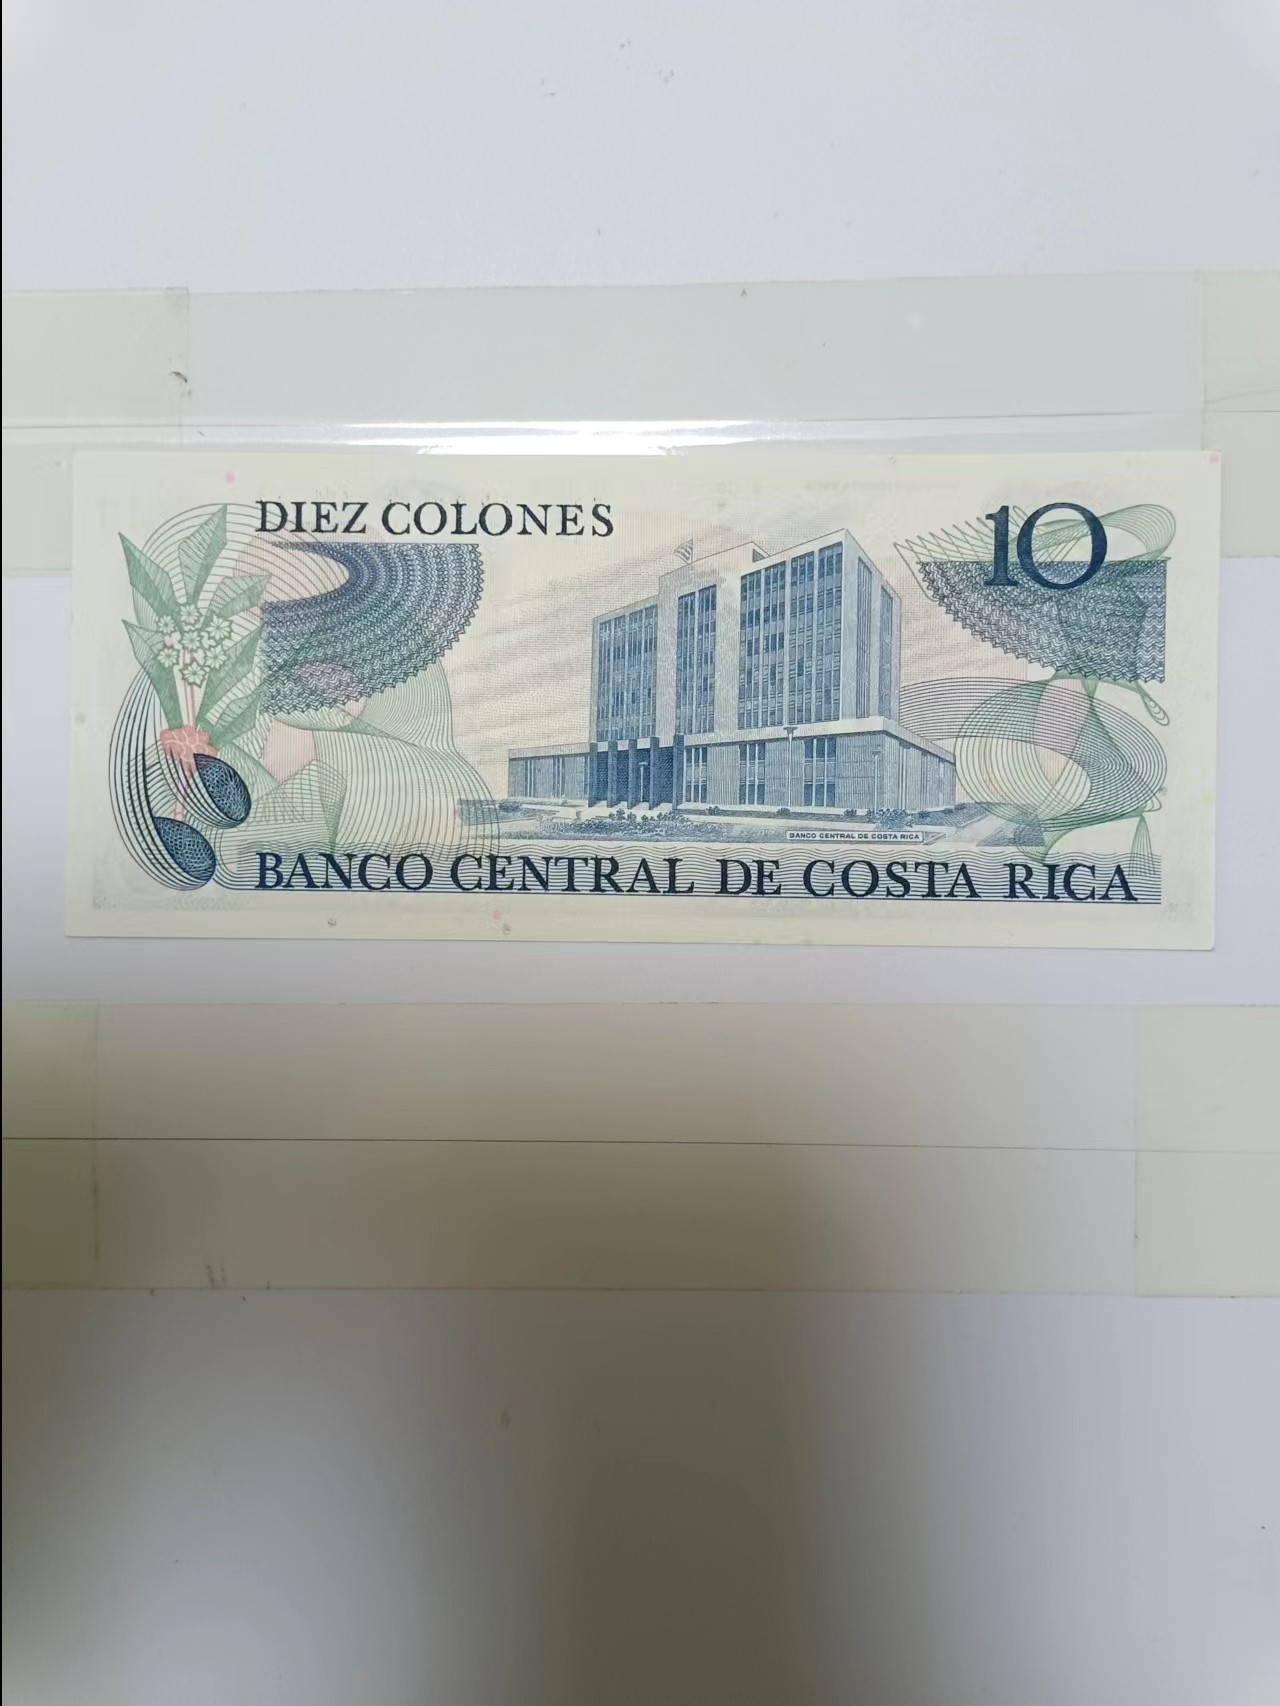 DIEZ COLONES
10
BANCO CENTRAL DE COSTA RICA
BANCO CENTRAL DE COSTA RICA